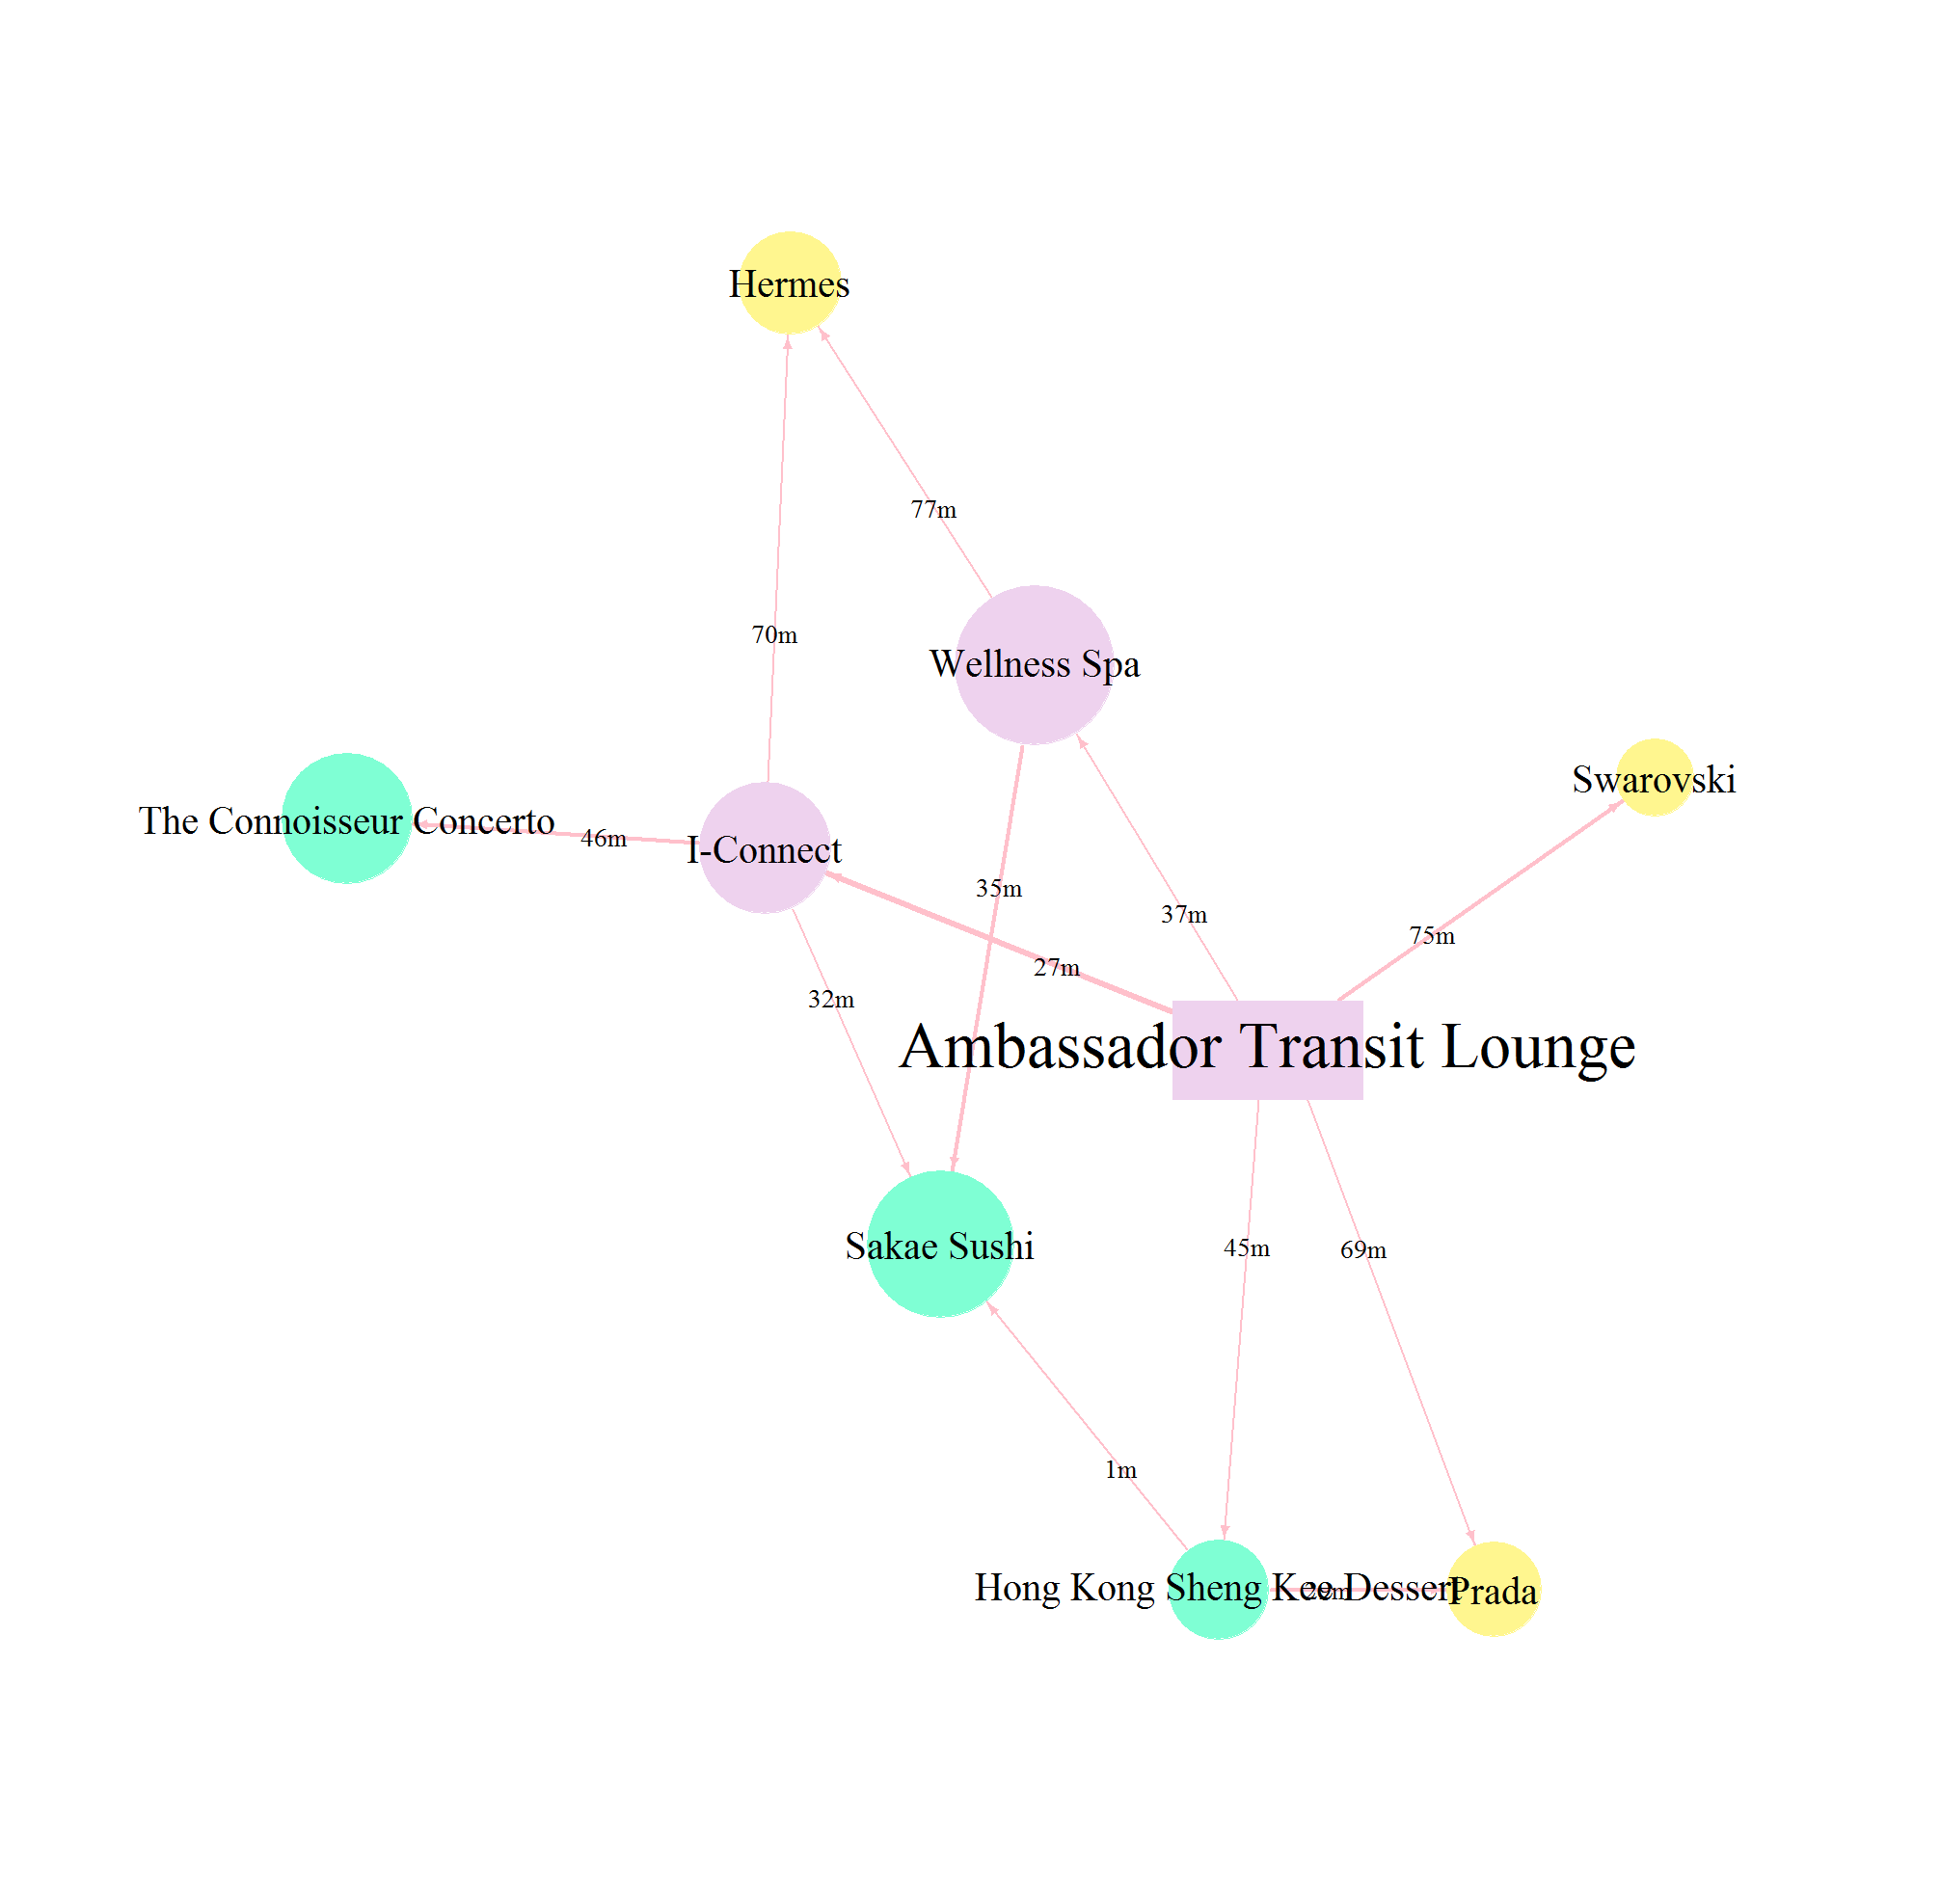 Hermes
77m
70m
Wellness Spa
Swarovski
The Connoisseur Concerto
46m
I-Connect
35m
37m
75m
27m
32m
Ambassador Transit Lounge
Sakae Sushi
45m
69m
1m
Hong Kong Sheng Kee Dessert
Prada